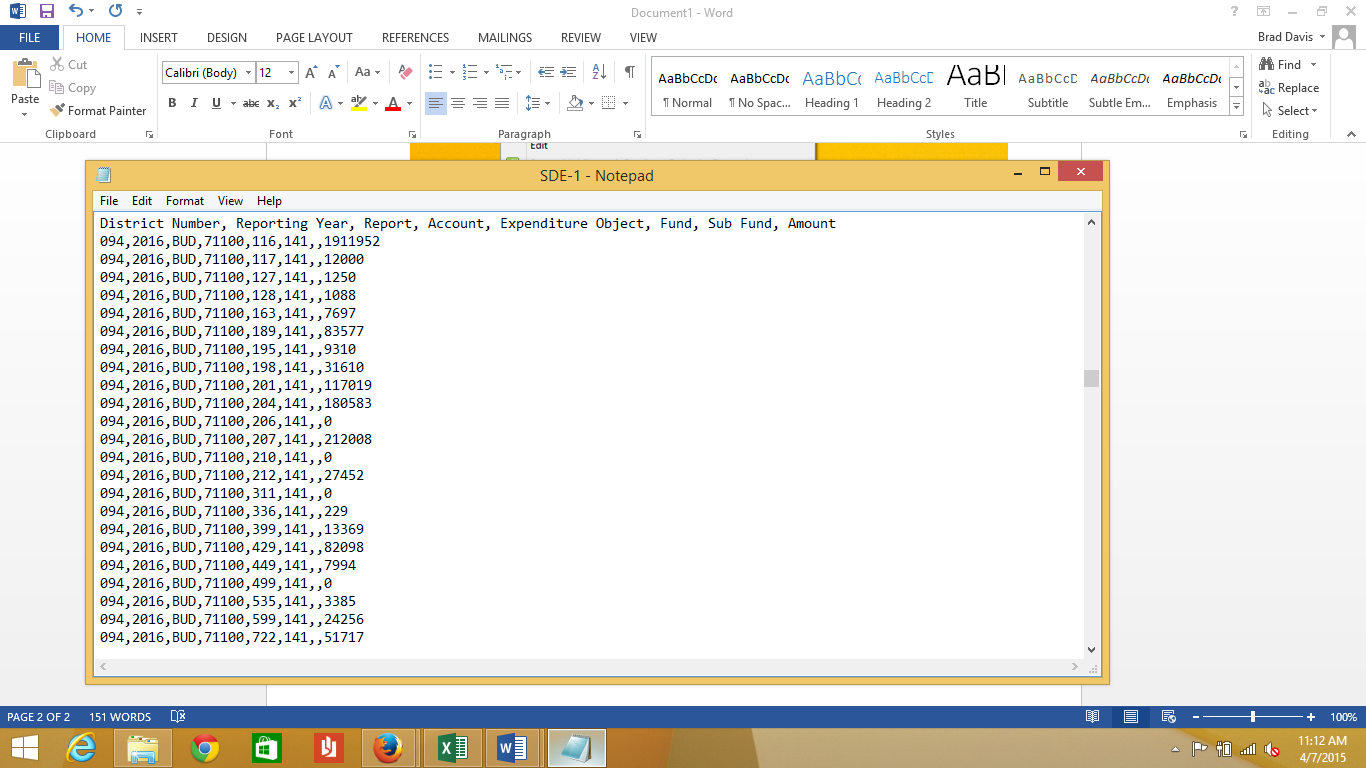 Document1 - Word
FILE HOME INSERT DESIGN PAGE LAYOUT REFERENCES MAILINGS REVIEW VIEW Brad Davis
Paste
Cut
Copy
Format Painter
Clipboard
Calibri (Body) 12
Font
Paragraph
AaBbCcDc AaBbCcDc AaBbCc AaBbCcD AaBl AaBbCcD AaBbCcDc AaBbCcDc
¶ Normal ¶ No Spac... Heading 1 Heading 2 Title Subtitle Subtle Em... Emphasis
Styles
Find
Replace
Select
Editing
Edit
SDE-1 - Notepad
File Edit Format View Help
District Number, Reporting Year, Report, Account, Expenditure Object, Fund, Sub Fund, Amount
094,2016,BUD,71100,116,141,,1911952
094,2016,BUD,71100,117,141,,12000
094,2016,BUD,71100,127,141,,1250
094,2016,BUD,71100,128,141,,1088
094,2016,BUD,71100,163,141,,7697
094,2016,BUD,71100,189,141,,83577
094,2016,BUD,71100,195,141,,9310
094,2016,BUD,71100,198,141,,31610
094,2016,BUD,71100,201,141,,117019
094,2016,BUD,71100,204,141,,180583
094,2016,BUD,71100,206,141,,0
094,2016,BUD,71100,207,141,,212008
094,2016,BUD,71100,210,141,,0
094,2016,BUD,71100,212,141,,27452
094,2016,BUD,71100,311,141,,0
094,2016,BUD,71100,336,141,,229
094,2016,BUD,71100,399,141,,13369
094,2016,BUD,71100,429,141,,82098
094,2016,BUD,71100,449,141,,7994
094,2016,BUD,71100,499,141,,0
094,2016,BUD,71100,535,141,,3385
094,2016,BUD,71100,599,141,,24256
094,2016,BUD,71100,722,141,,51717
PAGE 2 OF 2 151 WORDS 100%
11:12 AM
4/7/2015